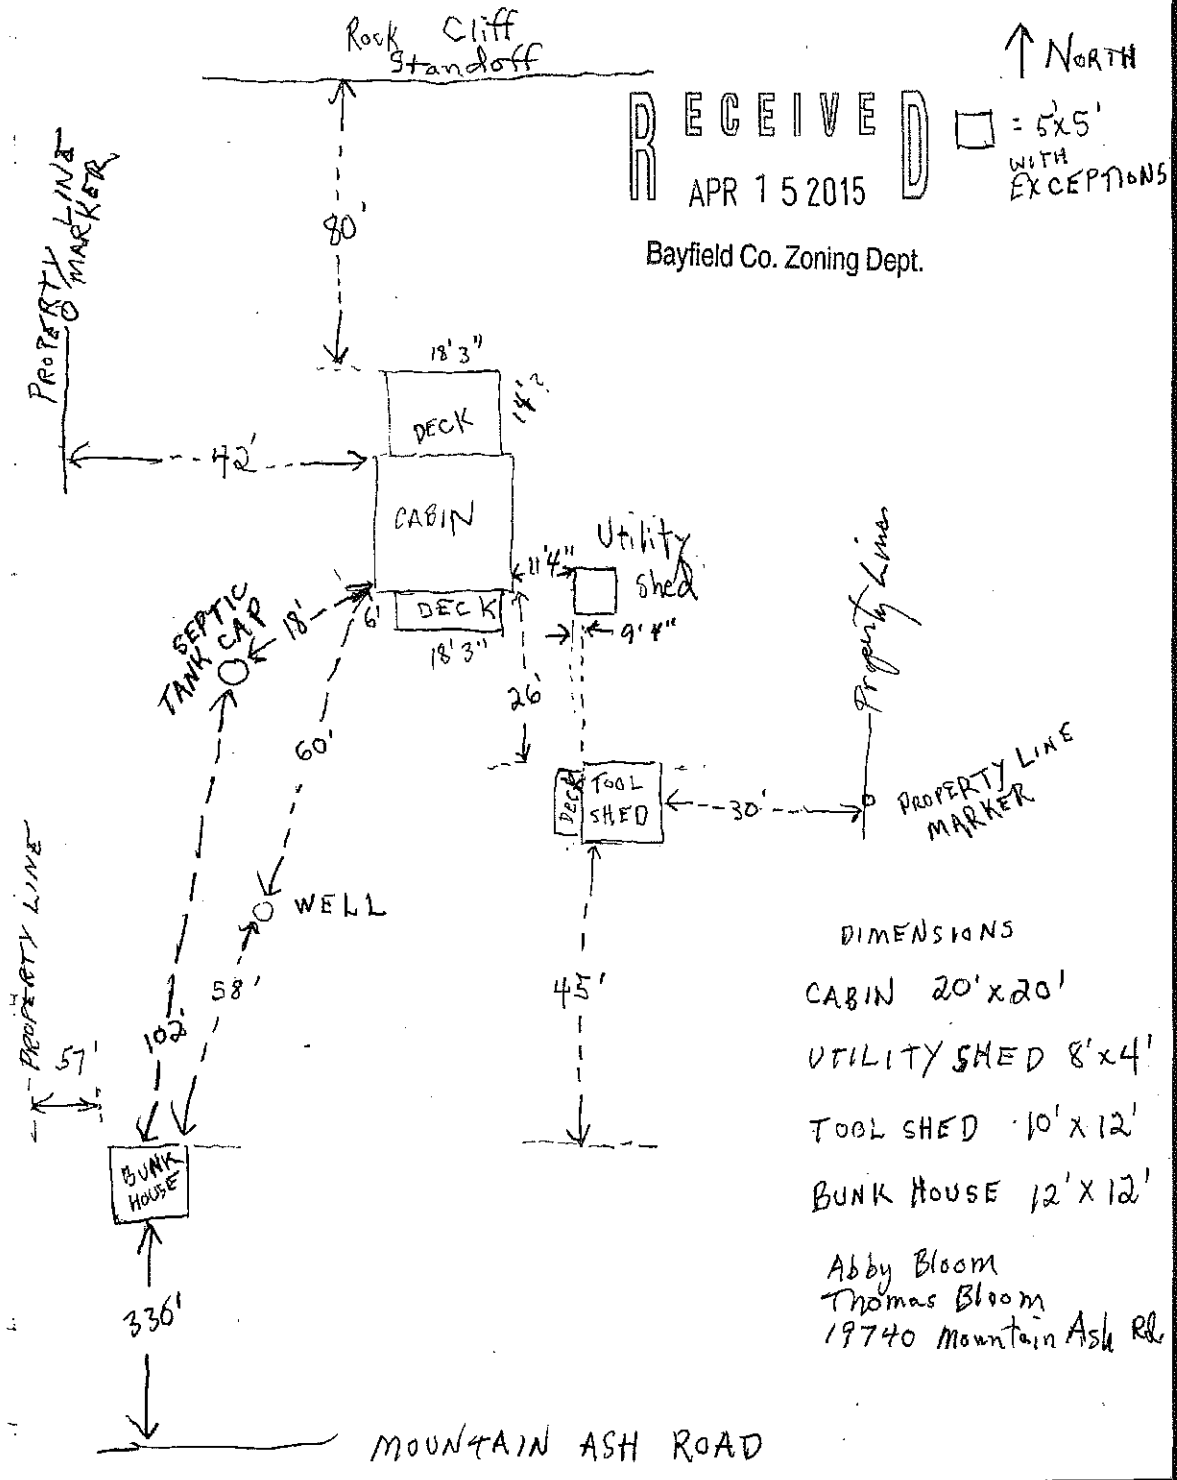 Rock Cliff
Standoff
↑ NORTH
□ = 5'x5'
WITH
EXCEPTIONS
RECEIVED
APR 15 2015
Bayfield Co. Zoning Dept.
PROPERTY LINE
MARKER
80'
18'3"
14'?
DECK
42'
CABIN
Utility
Shed
11'4"
SEPTIC
TANK CAP
18'
6'
DECK
18'3"
9'4"
26'
Property Lines
60'
DECK
TOOL
SHED
30'
PROPERTY LINE
MARKER
WELL
PROPERTY LINE
58'
45'
102'
57'
BUNK
HOUSE
336'
DIMENSIONS
CABIN 20'x20'
UTILITY SHED 8'x4'
TOOL SHED 10'x12'
BUNK HOUSE 12'x12'
Abby Bloom
Thomas Bloom
19740 Mountain Ash Rd
MOUNTAIN ASH ROAD